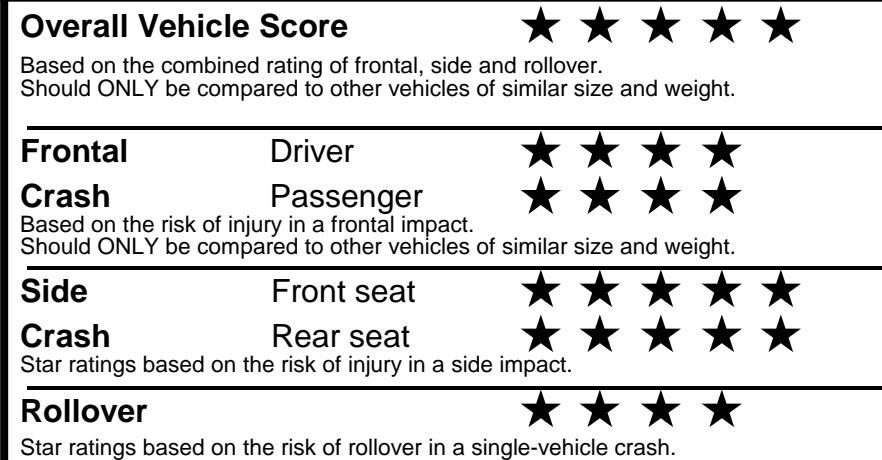 Overall Vehicle Score ★ ★ ★ ★ ★
Based on the combined rating of frontal, side and rollover.
Should ONLY be compared to other vehicles of similar size and weight.
Frontal Driver ★ ★ ★ ★
Crash Passenger ★ ★ ★ ★
Based on the risk of injury in a frontal impact.
Should ONLY be compared to other vehicles of similar size and weight.
Side Front seat ★ ★ ★ ★ ★
Crash Rear seat ★ ★ ★ ★ ★
Star ratings based on the risk of injury in a side impact.
Rollover ★ ★ ★ ★
Star ratings based on the risk of rollover in a single-vehicle crash.